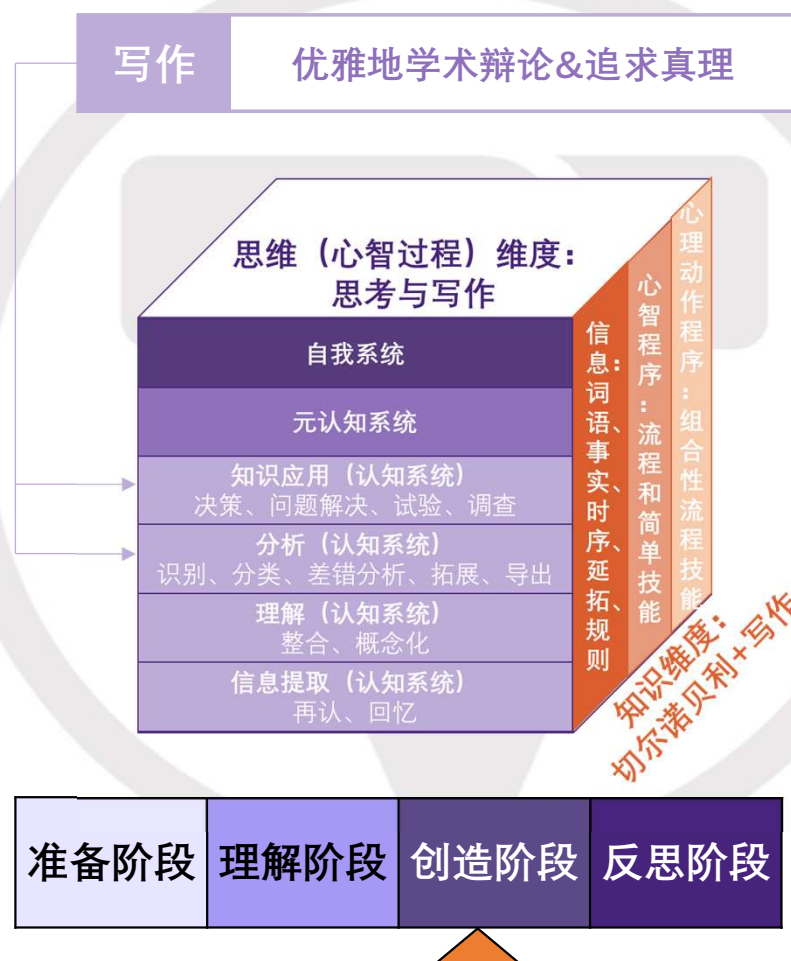 写作
优雅地学术辩论&追求真理
思维（心智过程）维度：
思考与写作
自我系统
元认知系统
知识应用（认知系统）
决策、问题解决、试验、调查
分析（认知系统）
识别、分类、差错分析、拓展、导出
理解（认知系统）
整合、概念化
信息提取（认知系统）
再认、回忆
信息：词语、事实、时序、延拓、规则
心智程序：流程和简单技能
心理动作程序：组合性流程技能
知识维度：
切尔诺贝利+写作
准备阶段
理解阶段
创造阶段
反思阶段